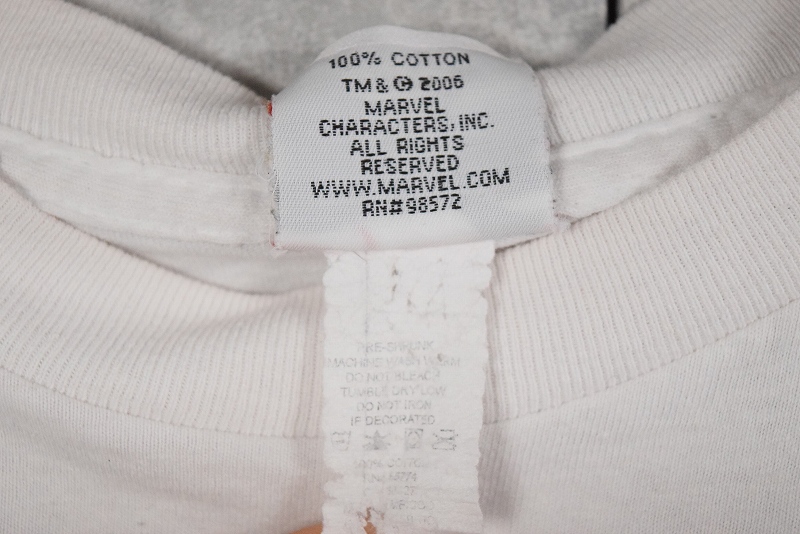 100% COTTON
TM & © 2006
MARVEL
CHARACTERS, INC.
ALL RIGHTS
RESERVED
WWW.MARVEL.COM
RN#98572
PRE-SHRUNK
MACHINE WASH WARM
DO NOT BLEACH
TUMBLE DRY LOW
DO NOT IRON
IF DECORATED